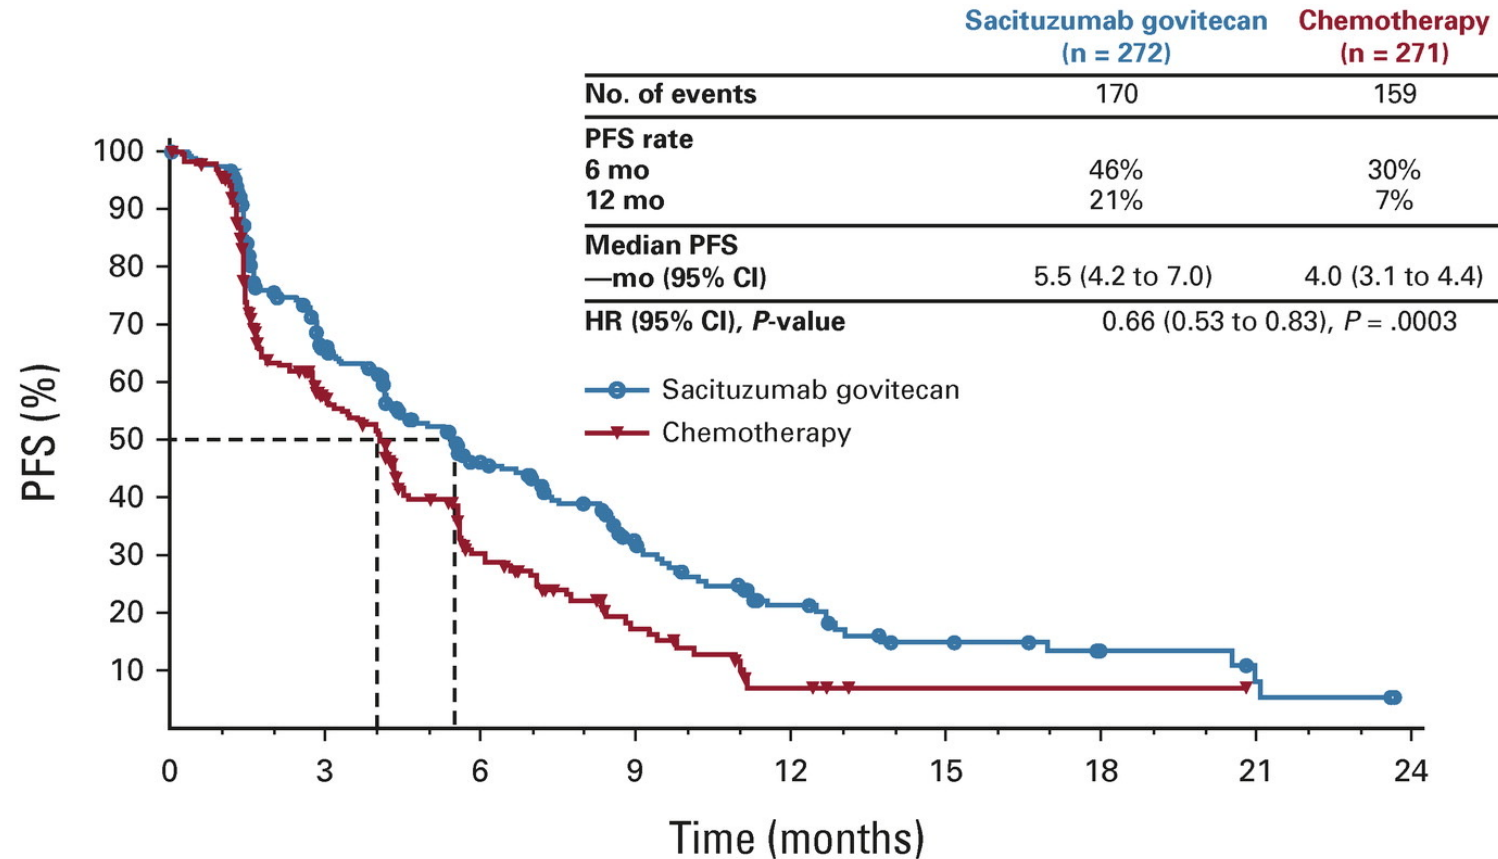 Sacituzumab govitecan Chemotherapy
(n = 272) (n = 271)
No. of events 170 159
PFS rate
6 mo 46% 30%
12 mo 21% 7%
Median PFS
—mo (95% CI) 5.5 (4.2 to 7.0) 4.0 (3.1 to 4.4)
HR (95% CI), P-value 0.66 (0.53 to 0.83), P = .0003
Sacituzumab govitecan
Chemotherapy
PFS (%)
100
90
80
70
60
50
40
30
20
10
0 3 6 9 12 15 18 21 24
Time (months)